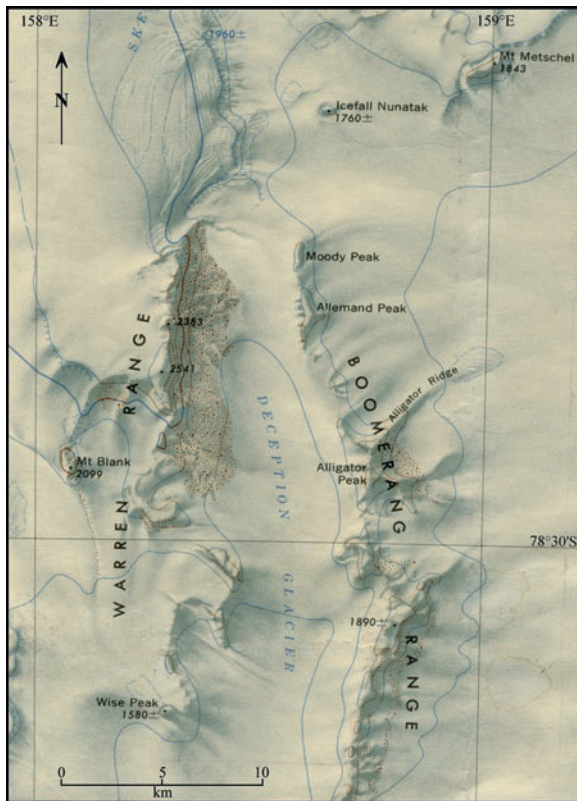 158°E
159°E
SKE
1960±
Mt Metschel
1843
N
Icefall Nunatak
1760±
Moody Peak
Allemand Peak
2383
2541
Alligator Ridge
Mt Blank
2099
Alligator
Peak
WARREN RANGE
DECEPTION GLACIER
BOOMERANG RANGE
78°30'S
1890±
Wise Peak
1580±
0 5 10
km